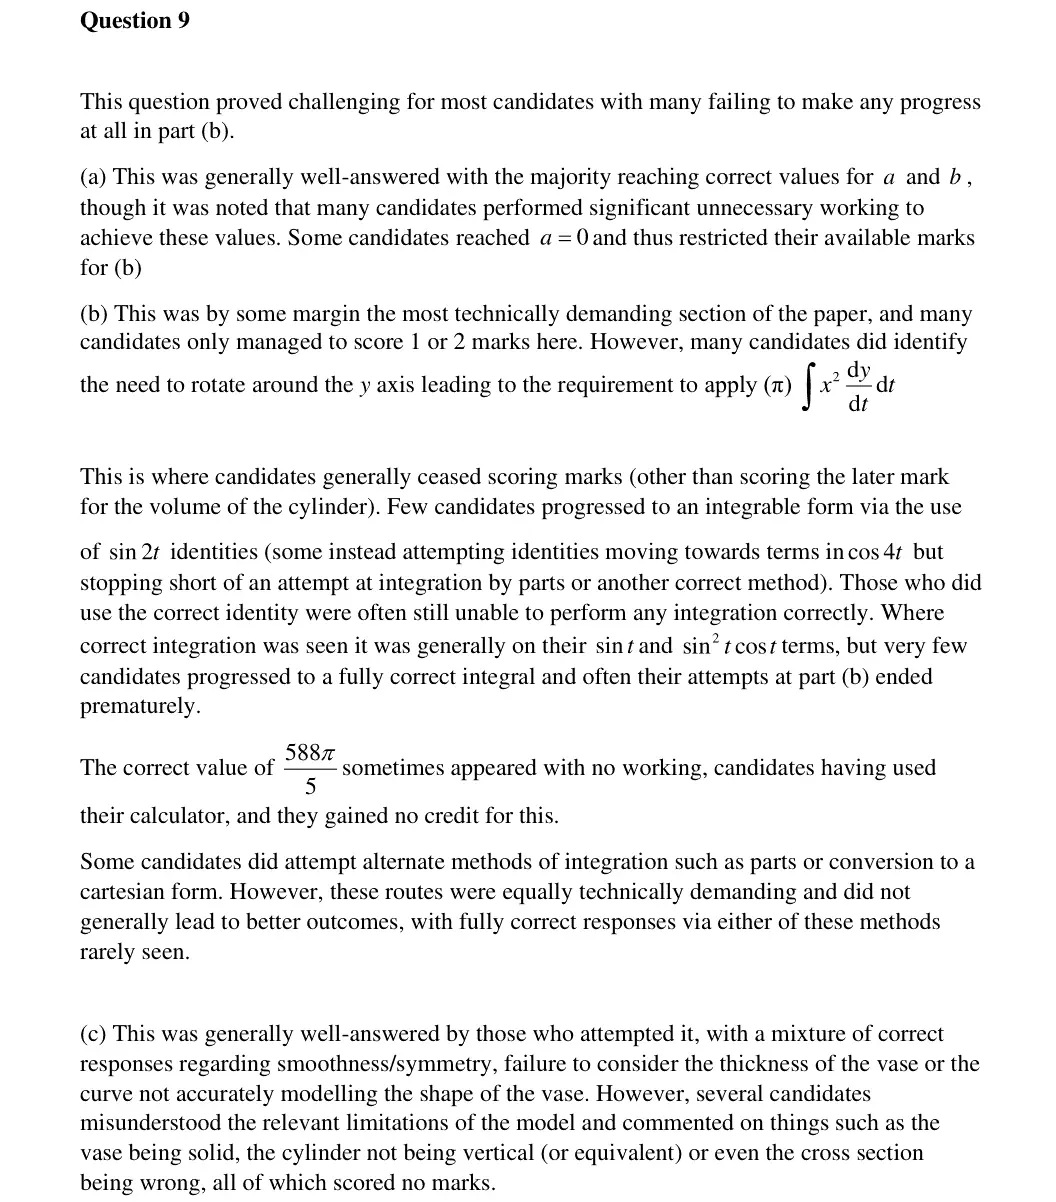 Question 9
This question proved challenging for most candidates with many failing to make any progress
at all in part (b).
(a) This was generally well-answered with the majority reaching correct values for a and b ,
though it was noted that many candidates performed significant unnecessary working to
achieve these values. Some candidates reached a = 0 and thus restricted their available marks
for (b)
(b) This was by some margin the most technically demanding section of the paper, and many
candidates only managed to score 1 or 2 marks here. However, many candidates did identify
the need to rotate around the y axis leading to the requirement to apply (π) ∫ x² dy/dt dt
This is where candidates generally ceased scoring marks (other than scoring the later mark
for the volume of the cylinder). Few candidates progressed to an integrable form via the use
of sin 2t identities (some instead attempting identities moving towards terms in cos 4t but
stopping short of an attempt at integration by parts or another correct method). Those who did
use the correct identity were often still unable to perform any integration correctly. Where
correct integration was seen it was generally on their sin t and sin² t cos t terms, but very few
candidates progressed to a fully correct integral and often their attempts at part (b) ended
prematurely.
The correct value of 588π/5 sometimes appeared with no working, candidates having used
their calculator, and they gained no credit for this.
Some candidates did attempt alternate methods of integration such as parts or conversion to a
cartesian form. However, these routes were equally technically demanding and did not
generally lead to better outcomes, with fully correct responses via either of these methods
rarely seen.
(c) This was generally well-answered by those who attempted it, with a mixture of correct
responses regarding smoothness/symmetry, failure to consider the thickness of the vase or the
curve not accurately modelling the shape of the vase. However, several candidates
misunderstood the relevant limitations of the model and commented on things such as the
vase being solid, the cylinder not being vertical (or equivalent) or even the cross section
being wrong, all of which scored no marks.